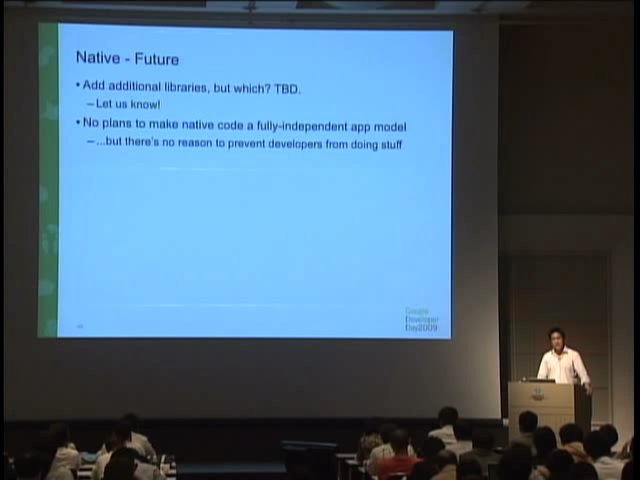 Native - Future
• Add additional libraries, but which? TBD.
– Let us know!
• No plans to make native code a fully-independent app model
– ...but there's no reason to prevent developers from doing stuff
Google
Developer
Day2009